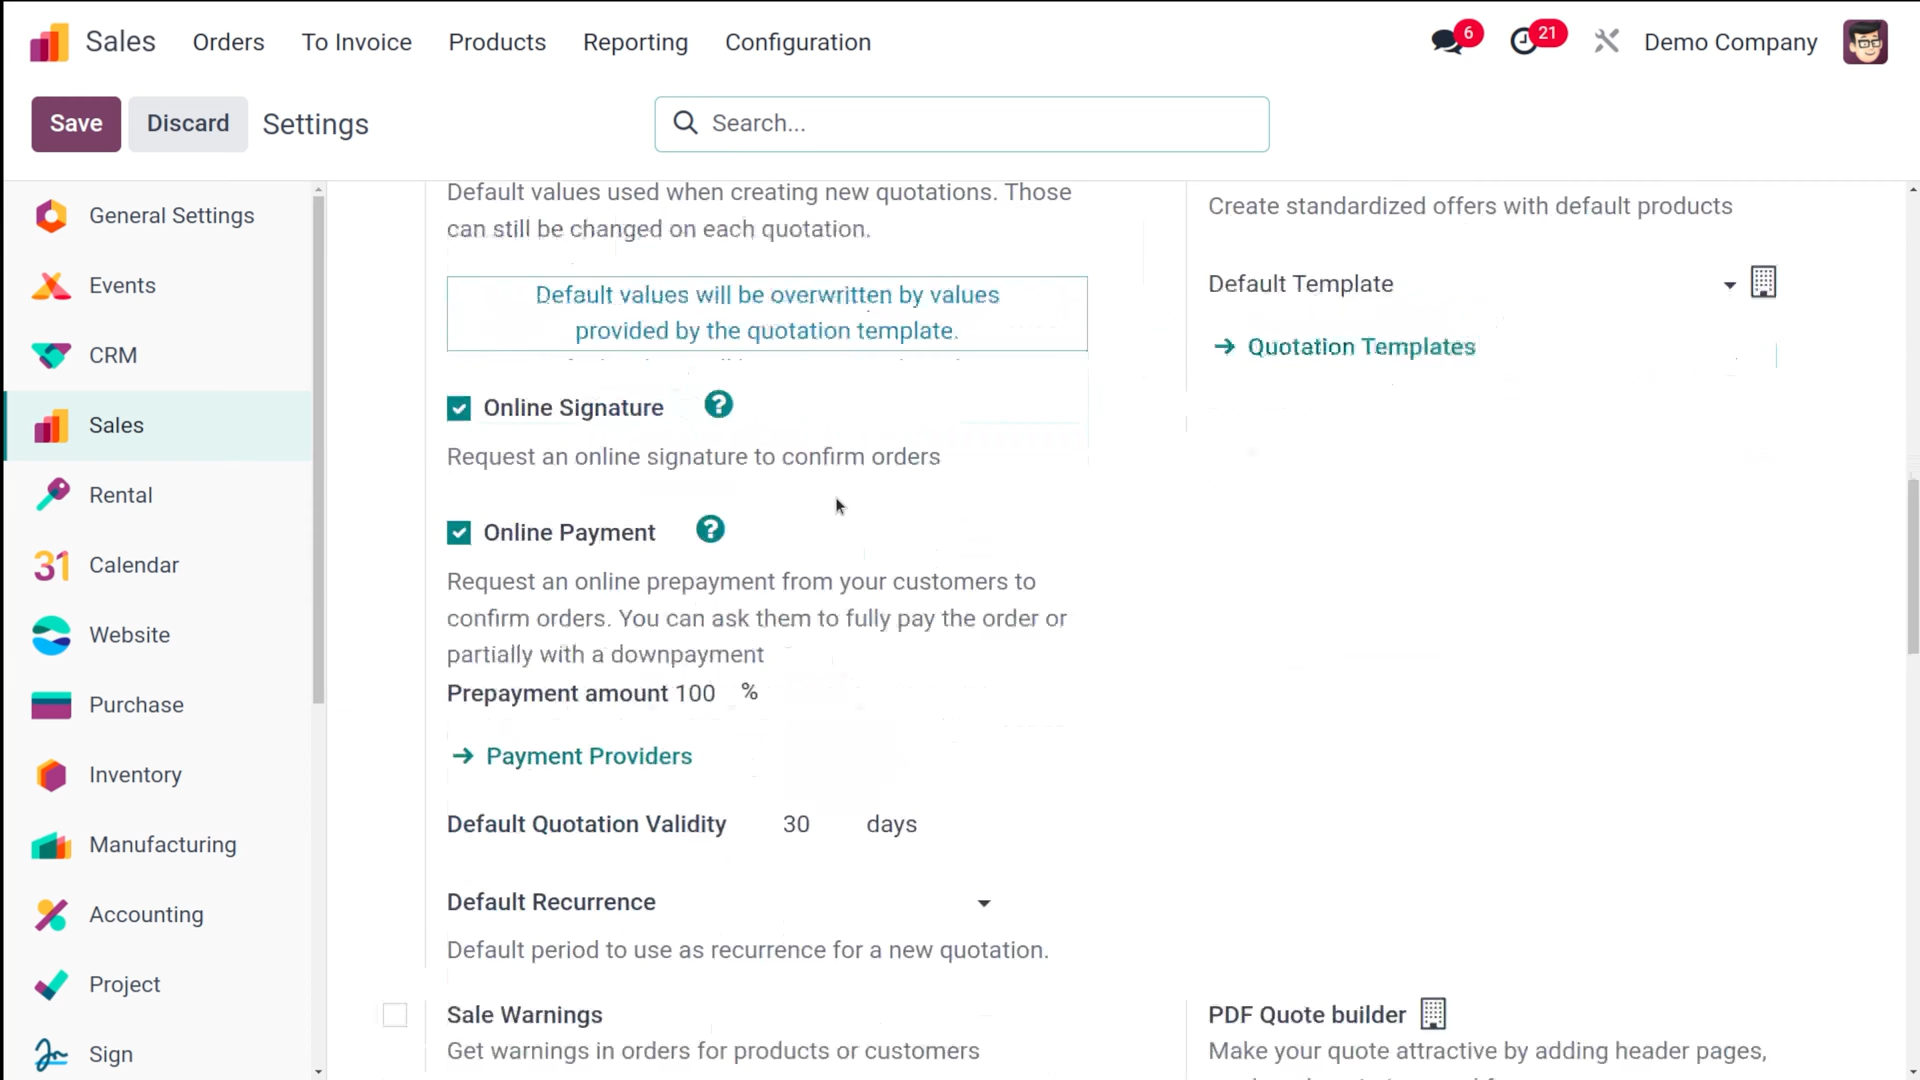 Sales Orders To Invoice Products Reporting Configuration 6 21 Demo Company
Save Discard Settings Search...
General Settings
Events
CRM
Sales
Rental
31 Calendar
Website
Purchase
Inventory
Manufacturing
Accounting
Project
Sign
Default values used when creating new quotations. Those
can still be changed on each quotation.
Default values will be overwritten by values
provided by the quotation template.
Online Signature ?
Request an online signature to confirm orders
Online Payment ?
Request an online prepayment from your customers to
confirm orders. You can ask them to fully pay the order or
partially with a downpayment
Prepayment amount 100 %
→ Payment Providers
Default Quotation Validity 30 days
Default Recurrence
Default period to use as recurrence for a new quotation.
Sale Warnings
Get warnings in orders for products or customers
Create standardized offers with default products
Default Template
→ Quotation Templates
PDF Quote builder
Make your quote attractive by adding header pages,